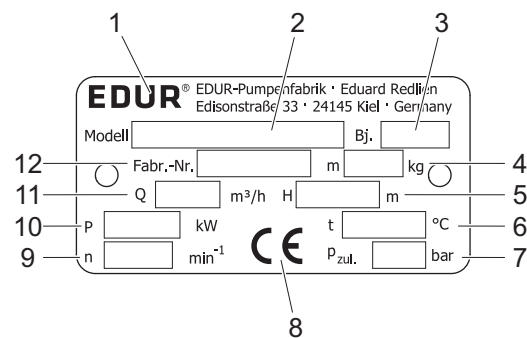 1 2 3
EDUR® EDUR-Pumpenfabrik · Eduard Redlien
Edisonstraße 33 · 24145 Kiel · Germany
Modell Bj.
12 Fabr.-Nr. m kg 4
11 Q m³/h H m 5
10 P kW t °C 6
9 n min⁻¹ CE p zul. bar 7
8